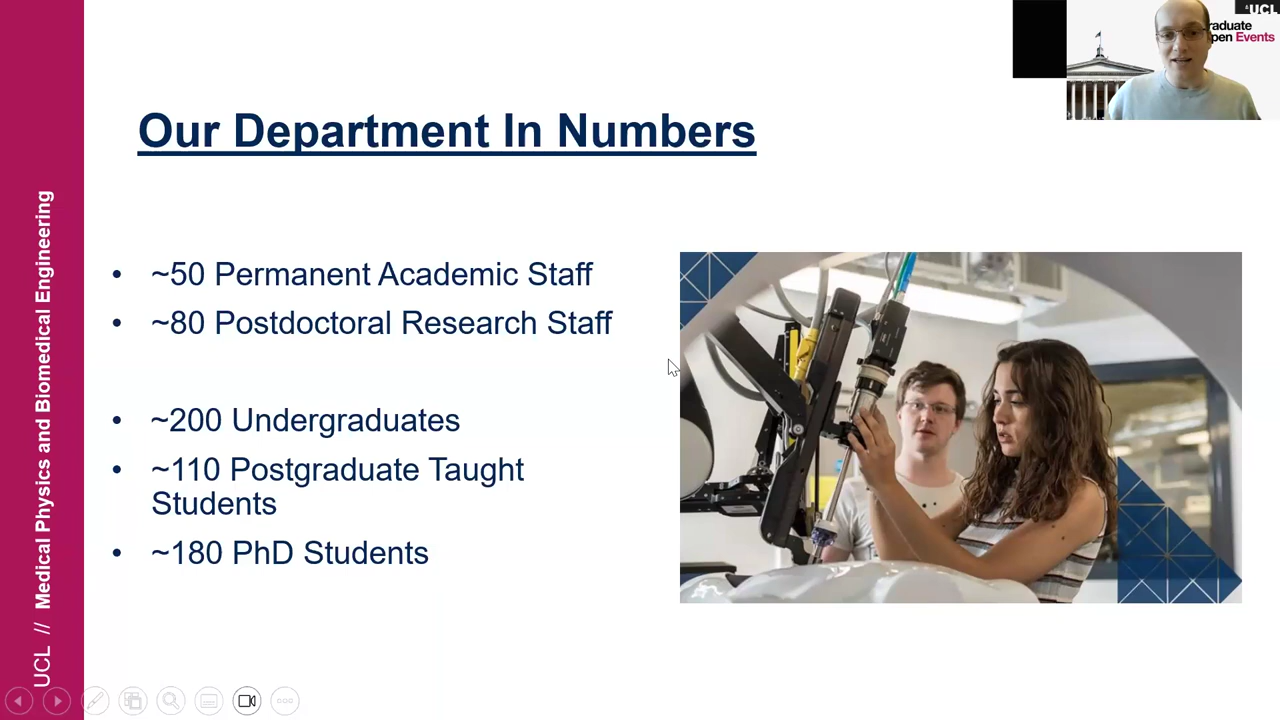 UCL
raduate
pen Events
Our Department In Numbers
UCL // Medical Physics and Biomedical Engineering
• ~50 Permanent Academic Staff
• ~80 Postdoctoral Research Staff
• ~200 Undergraduates
• ~110 Postgraduate Taught
Students
• ~180 PhD Students